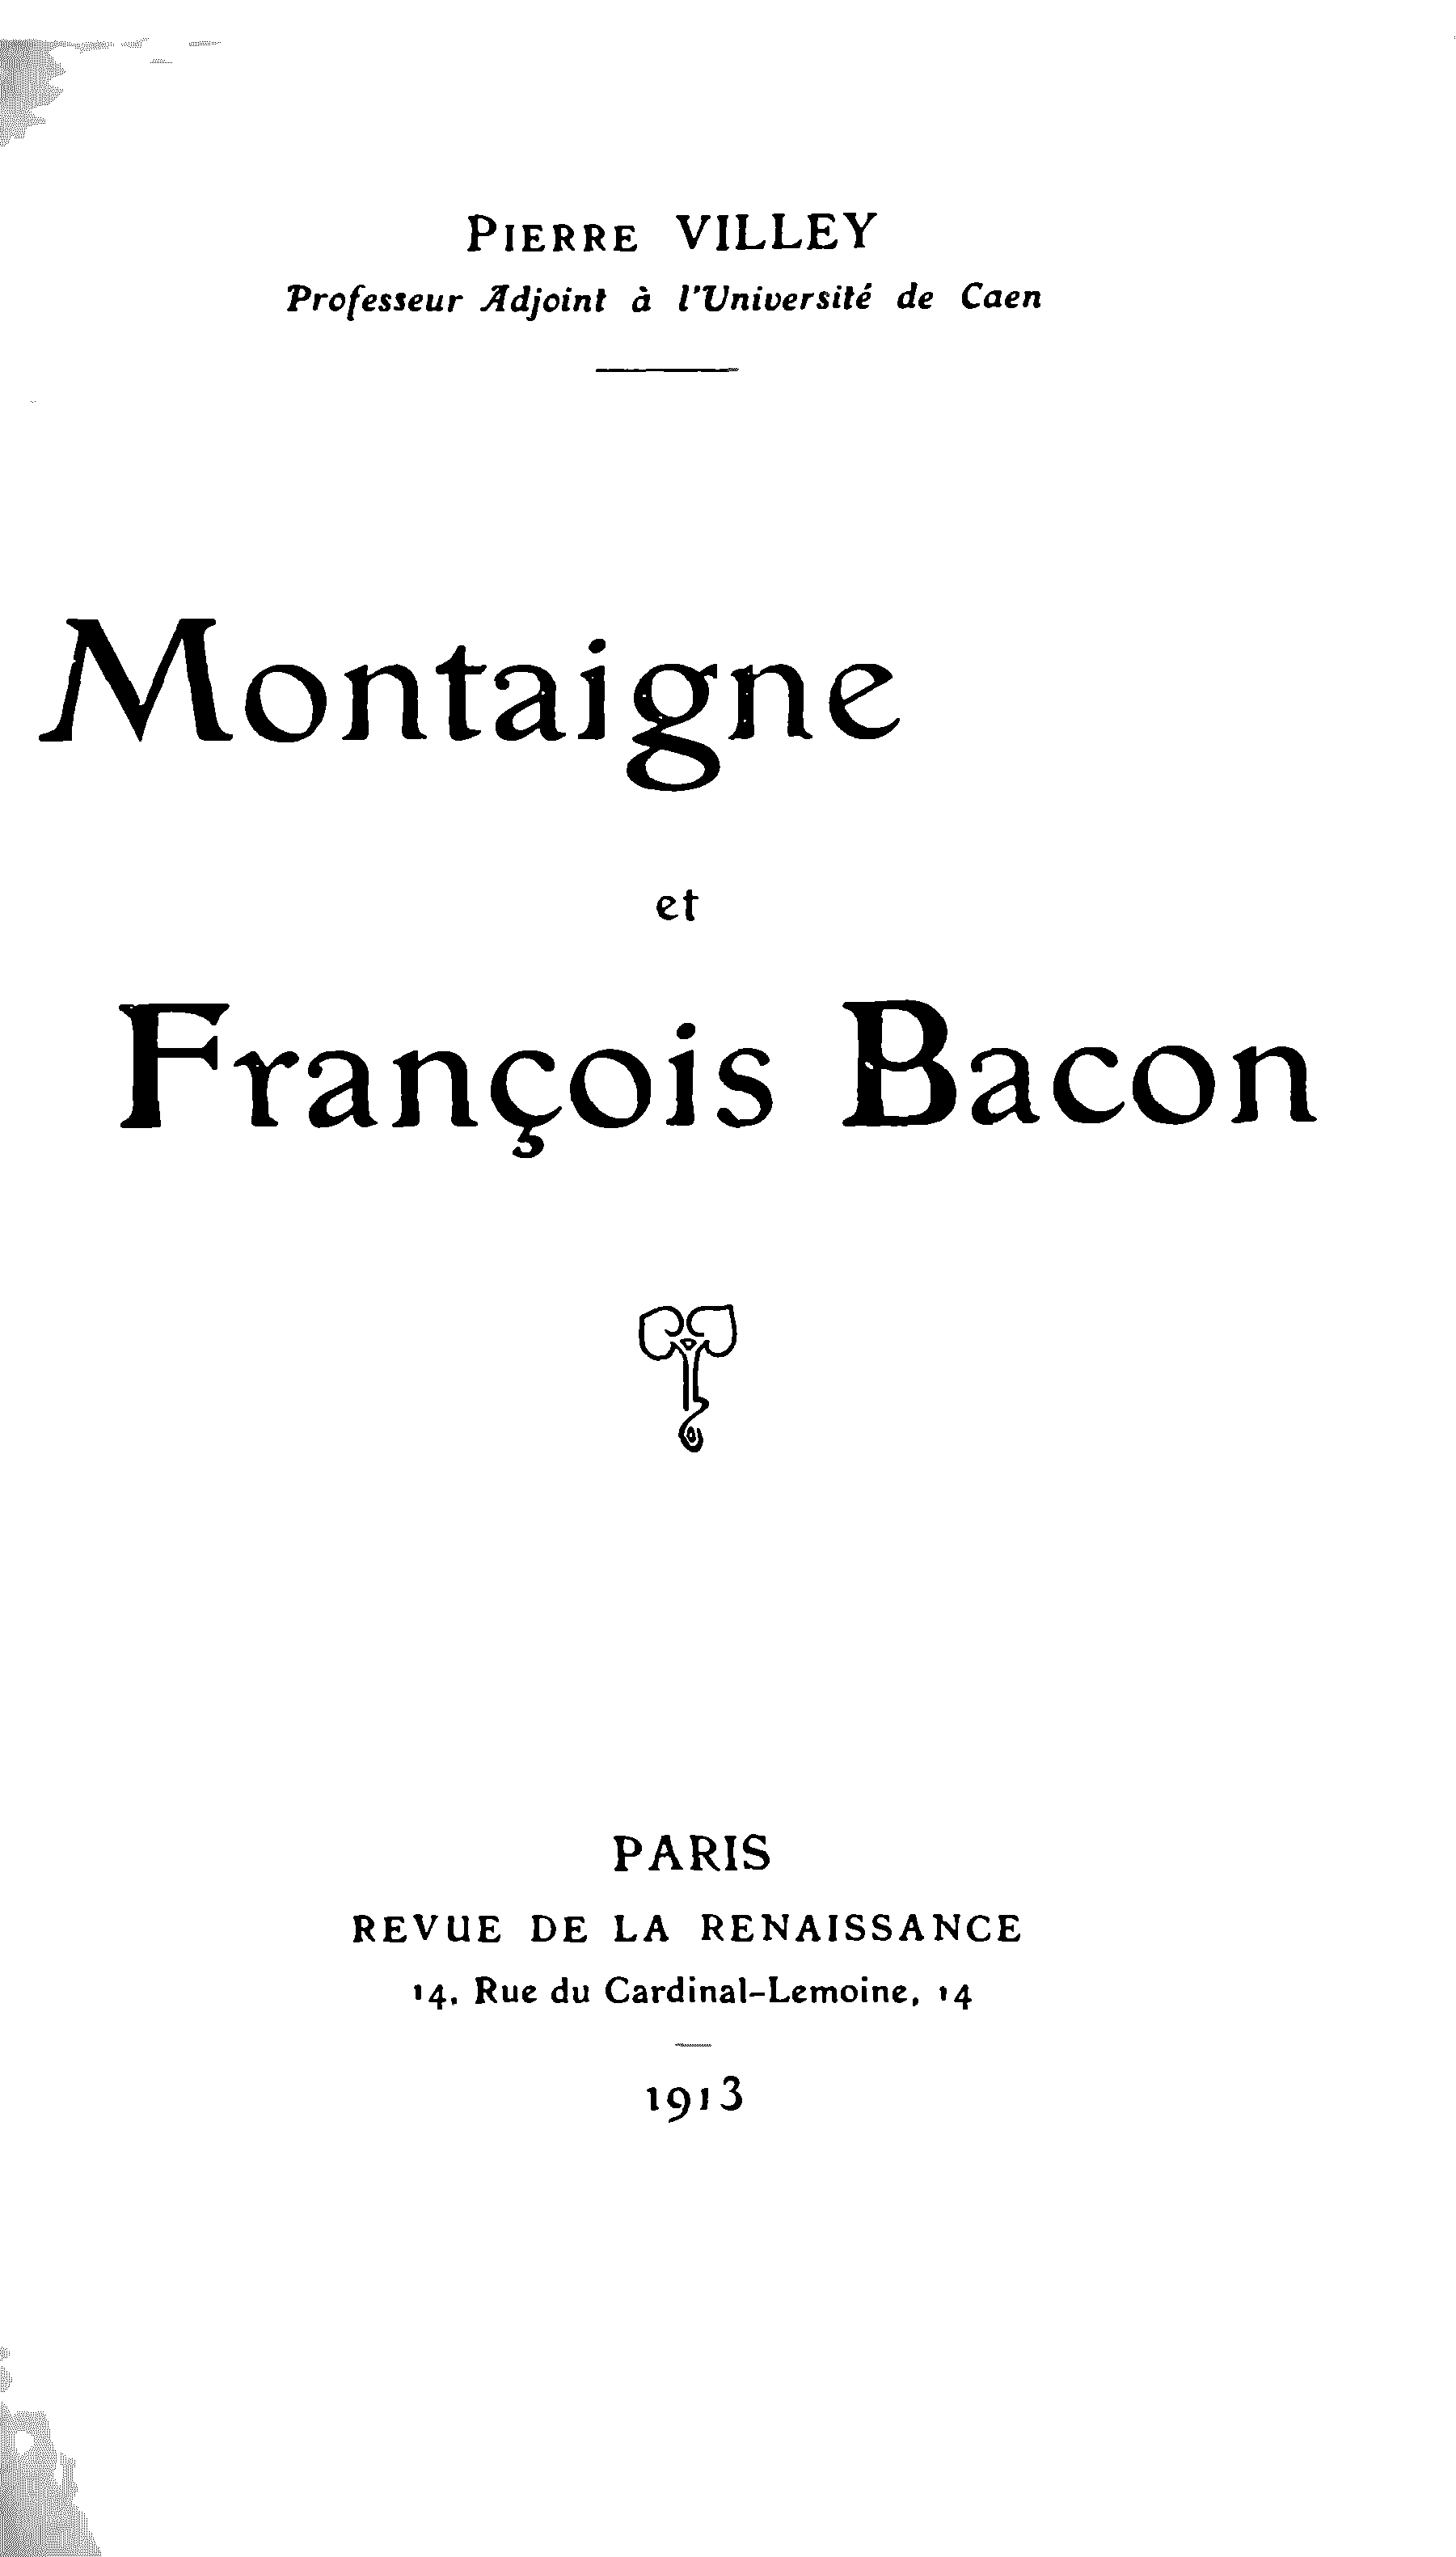 PIERRE VILLEY
Professeur Adjoint à l'Université de Caen
Montaigne
et
François Bacon
PARIS
REVUE DE LA RENAISSANCE
14, Rue du Cardinal-Lemoine, 14
1913